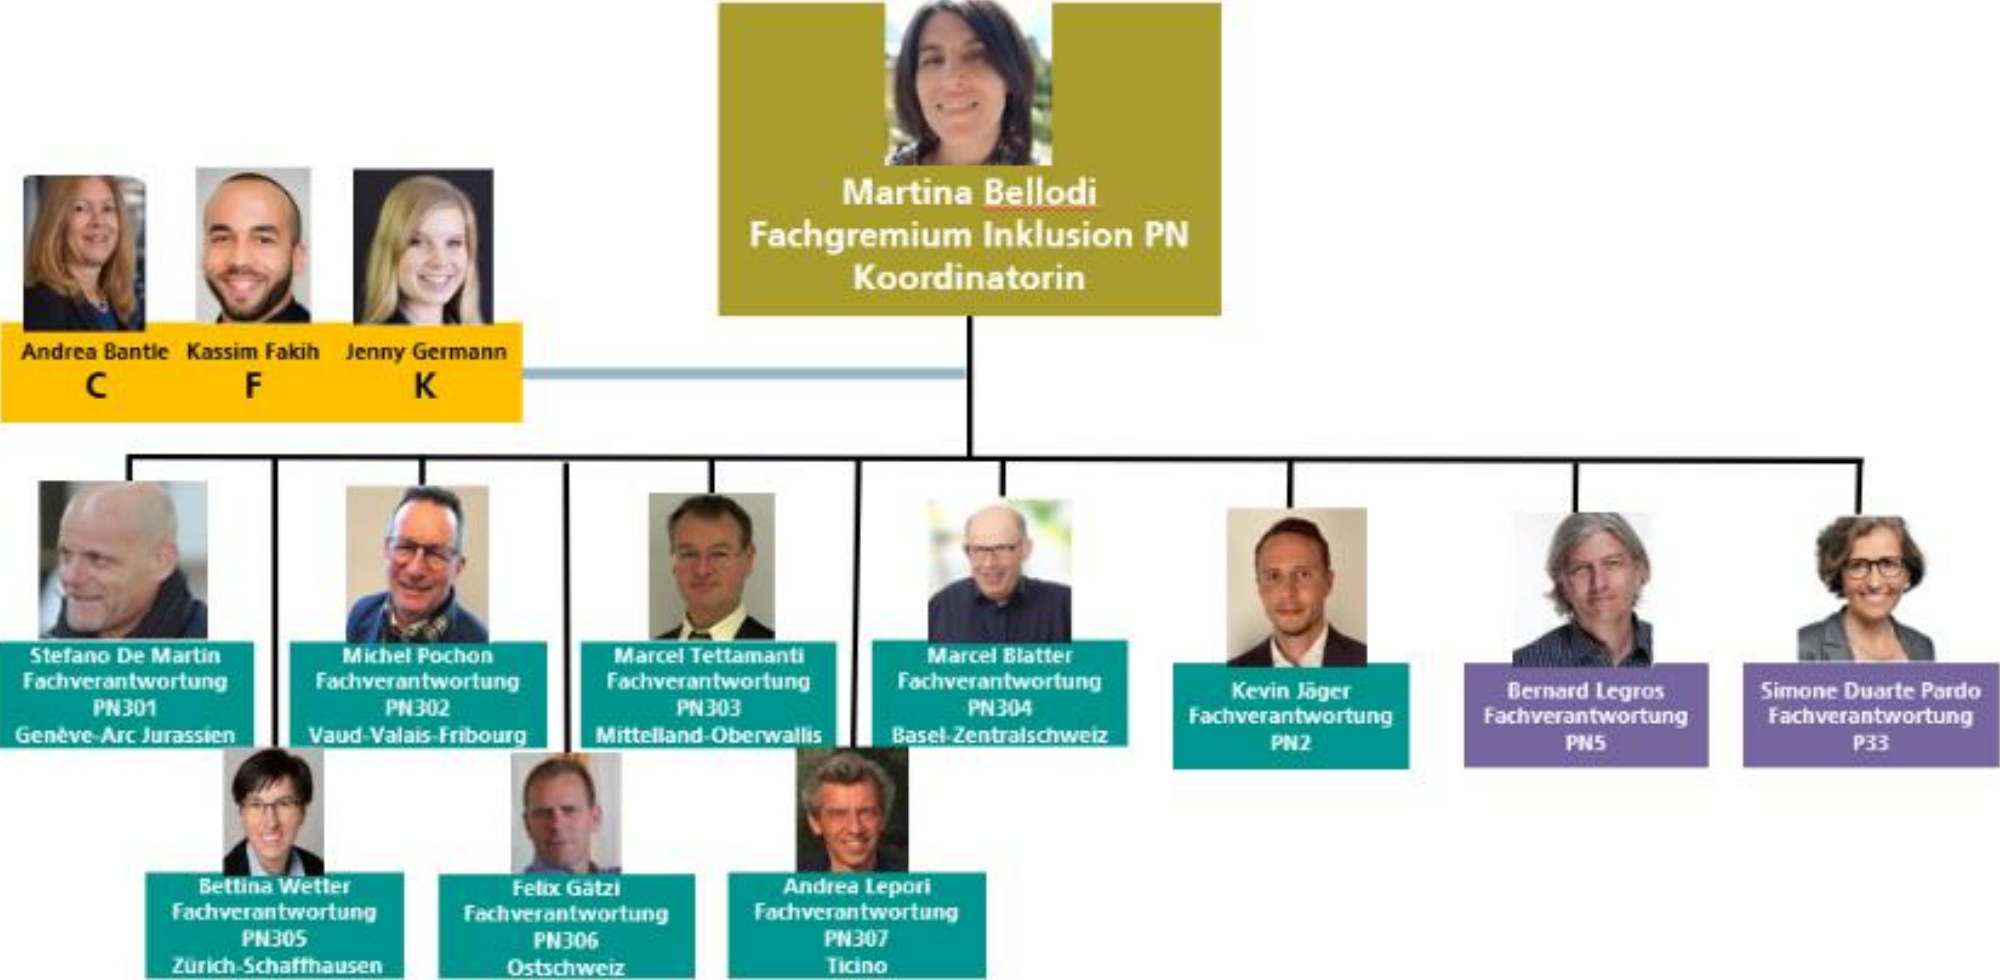 Martina Bellodi
Fachgremium Inklusion PN
Koordinatorin
Andrea Bantle
C
Kassim Fakih
F
Jenny Germann
K
Stefano De Martin
Fachverantwortung
PN301
Genève-Arc Jurassien
Michel Pochon
Fachverantwortung
PN302
Vaud-Valais-Fribourg
Marcel Tettamanti
Fachverantwortung
PN303
Mittelland-Oberwallis
Marcel Blatter
Fachverantwortung
PN304
Basel-Zentralschweiz
Kevin Jäger
Fachverantwortung
PN2
Bernard Legros
Fachverantwortung
PN5
Simone Duarte Pardo
Fachverantwortung
P33
Bettina Wetter
Fachverantwortung
PN305
Zürich-Schaffhausen
Felix Gätzi
Fachverantwortung
PN306
Ostschweiz
Andrea Lepori
Fachverantwortung
PN307
Ticino